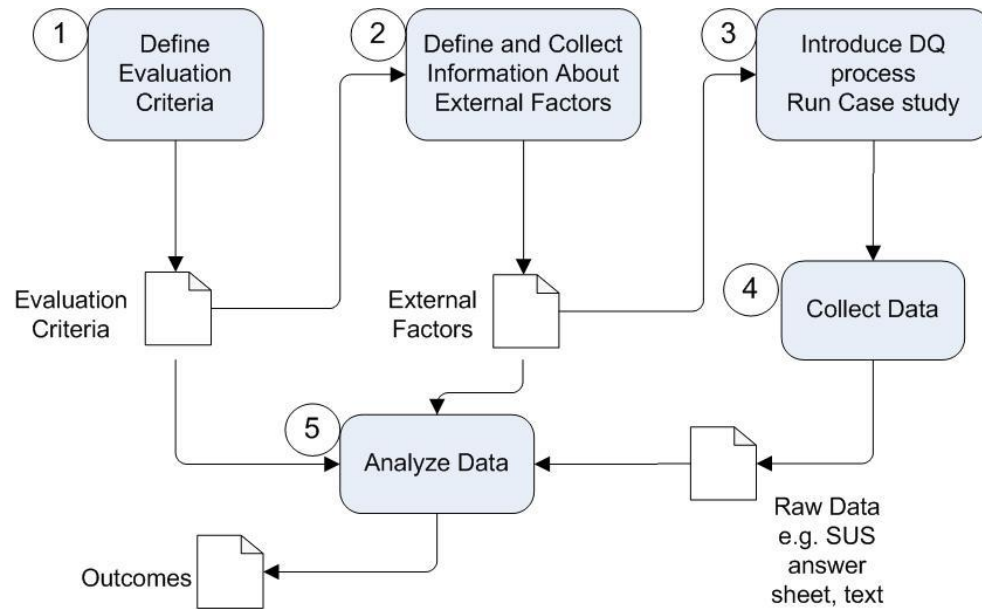 1
Define
Evaluation
Criteria
2
Define and Collect
Information About
External Factors
3
Introduce DQ
process
Run Case study
Evaluation
Criteria
External
Factors
4
Collect Data
5
Analyze Data
Raw Data
e.g. SUS
answer
sheet, text
Outcomes